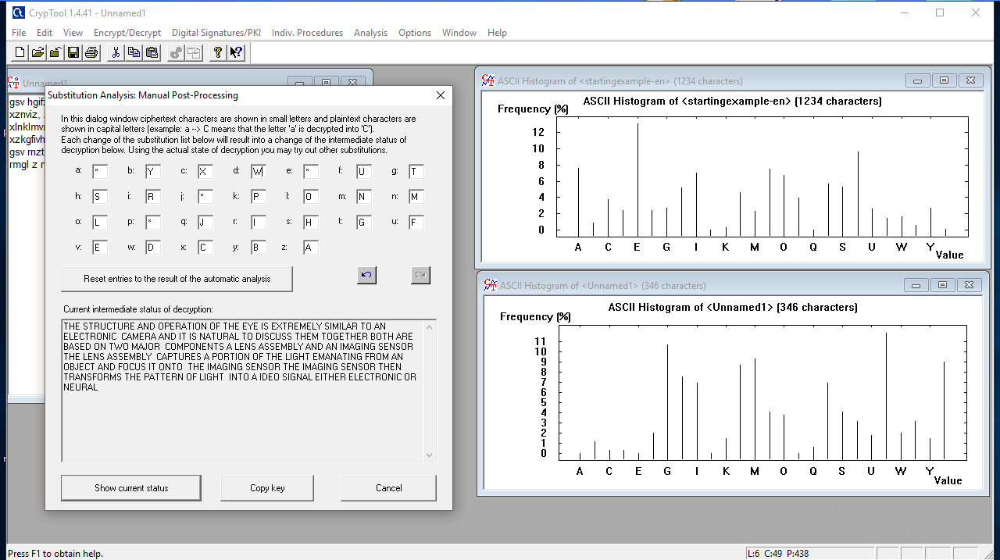 CrypTool 1.4.41 - Unnamed1
File Edit View Encrypt/Decrypt Digital Signatures/PKI Indiv. Procedures Analysis Options Window Help
Unnamed1
gsv hgif
xzniz,
xlnklmv
xzkgfivh
gsv rnzt
rmgl z
Substitution Analysis: Manual Post-Processing
In this dialog window ciphertext characters are shown in small letters and plaintext characters are
shown in capital letters (example: a --> C means that the letter 'a' is decrypted into 'C')
Each change of the substitution list below will result into a change of the intermediate status of
decryption below. Using the actual state of decryption you may try out other substitutions.
a: * b: Y c: X d: W e: * f: U g: T
h: S i: R j: * k: P l: O m: N n: M
o: L p: * q: J r: I s: H t: G u: F
v: E w: D x: C y: B z: A
Reset entries to the result of the automatic analysis
Current intermediate status of decryption:
THE STRUCTURE AND OPERATION OF THE EYE IS EXTREMELY SIMILAR TO AN
ELECTRONIC CAMERA AND IT IS NATURAL TO DISCUSS THEM TOGETHER BOTH ARE
BASED ON TWO MAJOR COMPONENTS A LENS ASSEMBLY AND AN IMAGING SENSOR
THE LENS ASSEMBLY CAPTURES A PORTION OF THE LIGHT EMANATING FROM AN
OBJECT AND FOCUS IT ONTO THE IMAGING SENSOR THE IMAGING SENSOR THEN
TRANSFORMS THE PATTERN OF LIGHT INTO A IDEO SIGNAL EITHER ELECTRONIC OR
NEURAL
Show current status Copy key Cancel
ASCII Histogram of <startingexample-en> (1234 characters)
ASCII Histogram of <startingexample-en> (1234 characters)
Frequency (%)
12
10
8
6
4
2
0
A C E G I K M O Q S U W Y
Value
ASCII Histogram of <Unnamed1> (346 characters)
ASCII Histogram of <Unnamed1> (346 characters)
Frequency (%)
11
10
9
8
7
6
5
4
3
2
1
0
A C E G I K M O Q S U W Y
Value
Press F1 to obtain help.
L:6 C:49 P:438